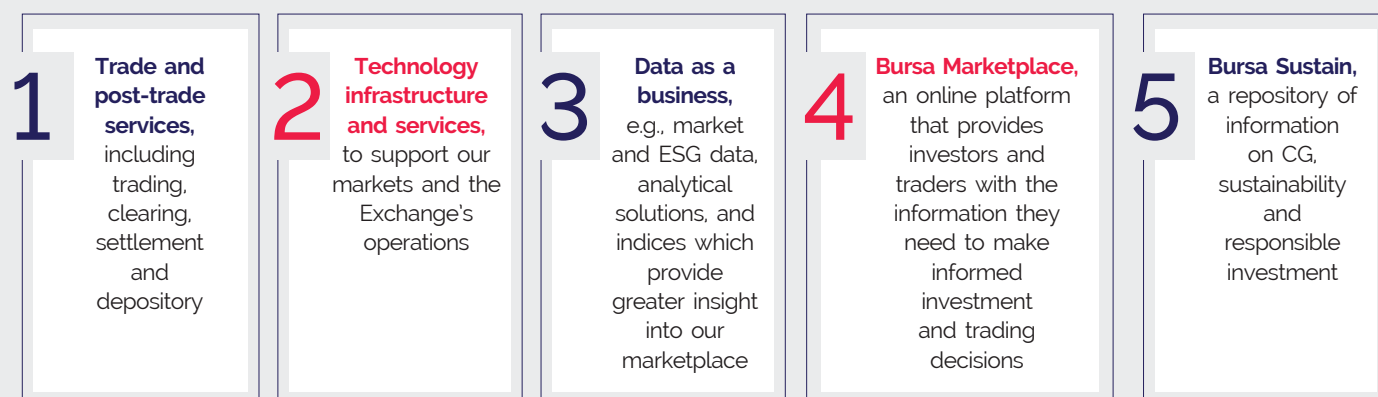 1
Trade and
post-trade
services,
including
trading,
clearing,
settlement
and
depository
2
Technology
infrastructure
and services,
to support our
markets and the
Exchange's
operations
3
Data as a
business,
e.g., market
and ESG data,
analytical
solutions, and
indices which
provide
greater insight
into our
marketplace
4
Bursa Marketplace,
an online platform
that provides
investors and
traders with the
information they
need to make
informed
investment
and trading
decisions
5
Bursa Sustain,
a repository of
information
on CG,
sustainability
and
responsible
investment